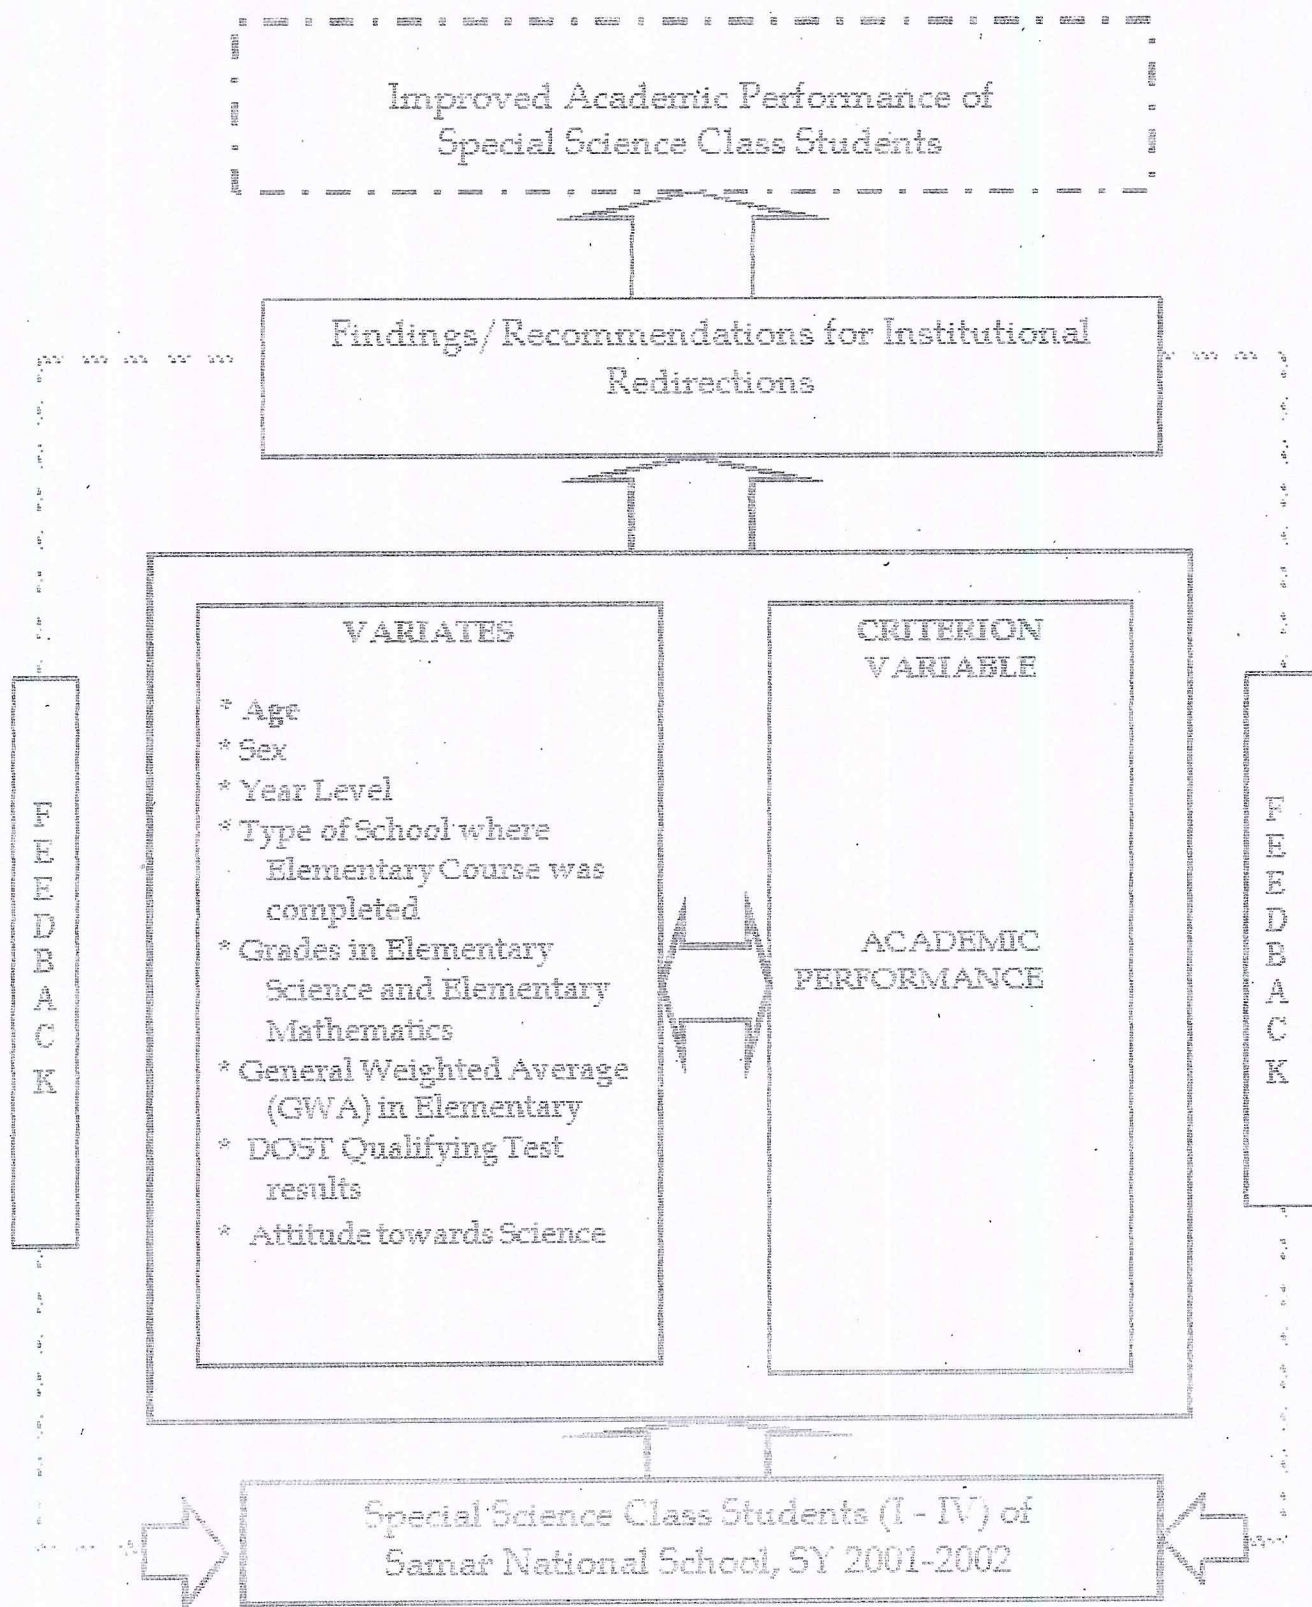 Improved Academic Performance of
Special Science Class Students
Findings/Recommendations for Institutional
Redirections
VARIATES
* Age
* Sex
* Year Level
* Type of School where
Elementary Course was
completed
* Grades in Elementary
Science and Elementary
Mathematics
* General Weighted Average
(GWA) in Elementary
* DOST Qualifying Test
results
* Attitude towards Science
CRITERION
VARIABLE
ACADEMIC
PERFORMANCE
FEEDBACK
FEEDBACK
Special Science Class Students (I - IV) of
Samar National School, SY 2001-2002